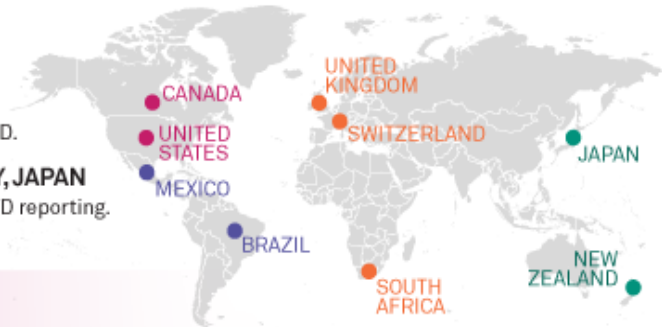 D.
Y, JAPAN
D reporting.
CANADA
UNITED
STATES
MEXICO
BRAZIL
UNITED
KINGDOM
SWITZERLAND
SOUTH
AFRICA
JAPAN
NEW
ZEALAND